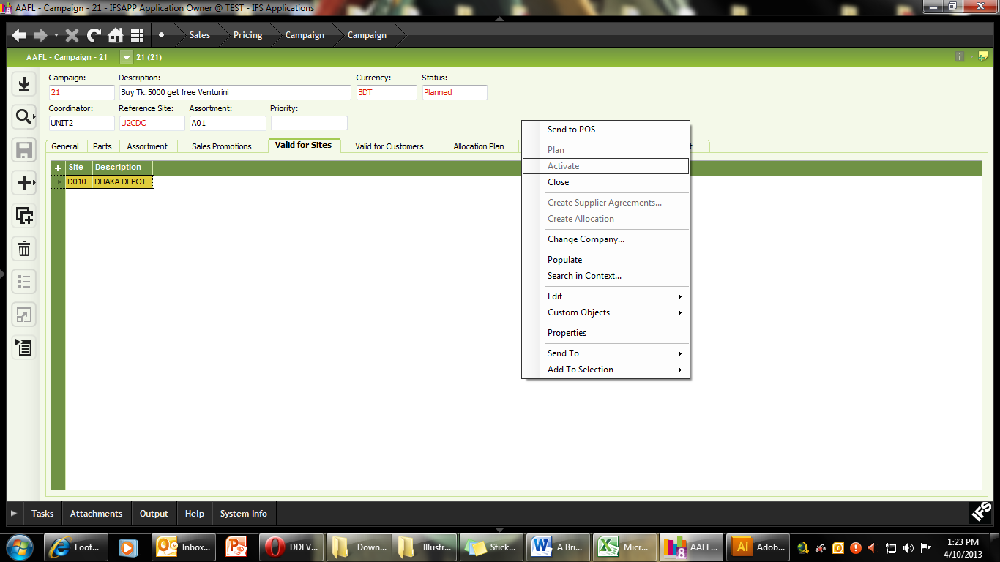 AAFL - Campaign - 21 - IFSAPP Application Owner @ TEST - IFS Applications
Sales Pricing Campaign Campaign
AAFL - Campaign - 21 21 (21)
Campaign: Description: Currency: Status:
21 Buy Tk.5000 get free Venturini BDT Planned
Coordinator: Reference Site: Assortment: Priority:
UNIT2 U2CDC A01
General Parts Assortment Sales Promotions Valid for Sites Valid for Customers Allocation Plan t
Site Description
D010 DHAKA DEPOT
Send to POS
Plan
Activate
Close
Create Supplier Agreements...
Create Allocation
Change Company...
Populate
Search in Context...
Edit
Custom Objects
Properties
Send To
Add To Selection
Tasks Attachments Output Help System Info
IFS
Foot... Inbox... DDLV... Down... Illustr... Stick... A Bri... Micr... AAFL... Adob...
1:23 PM
4/10/2013